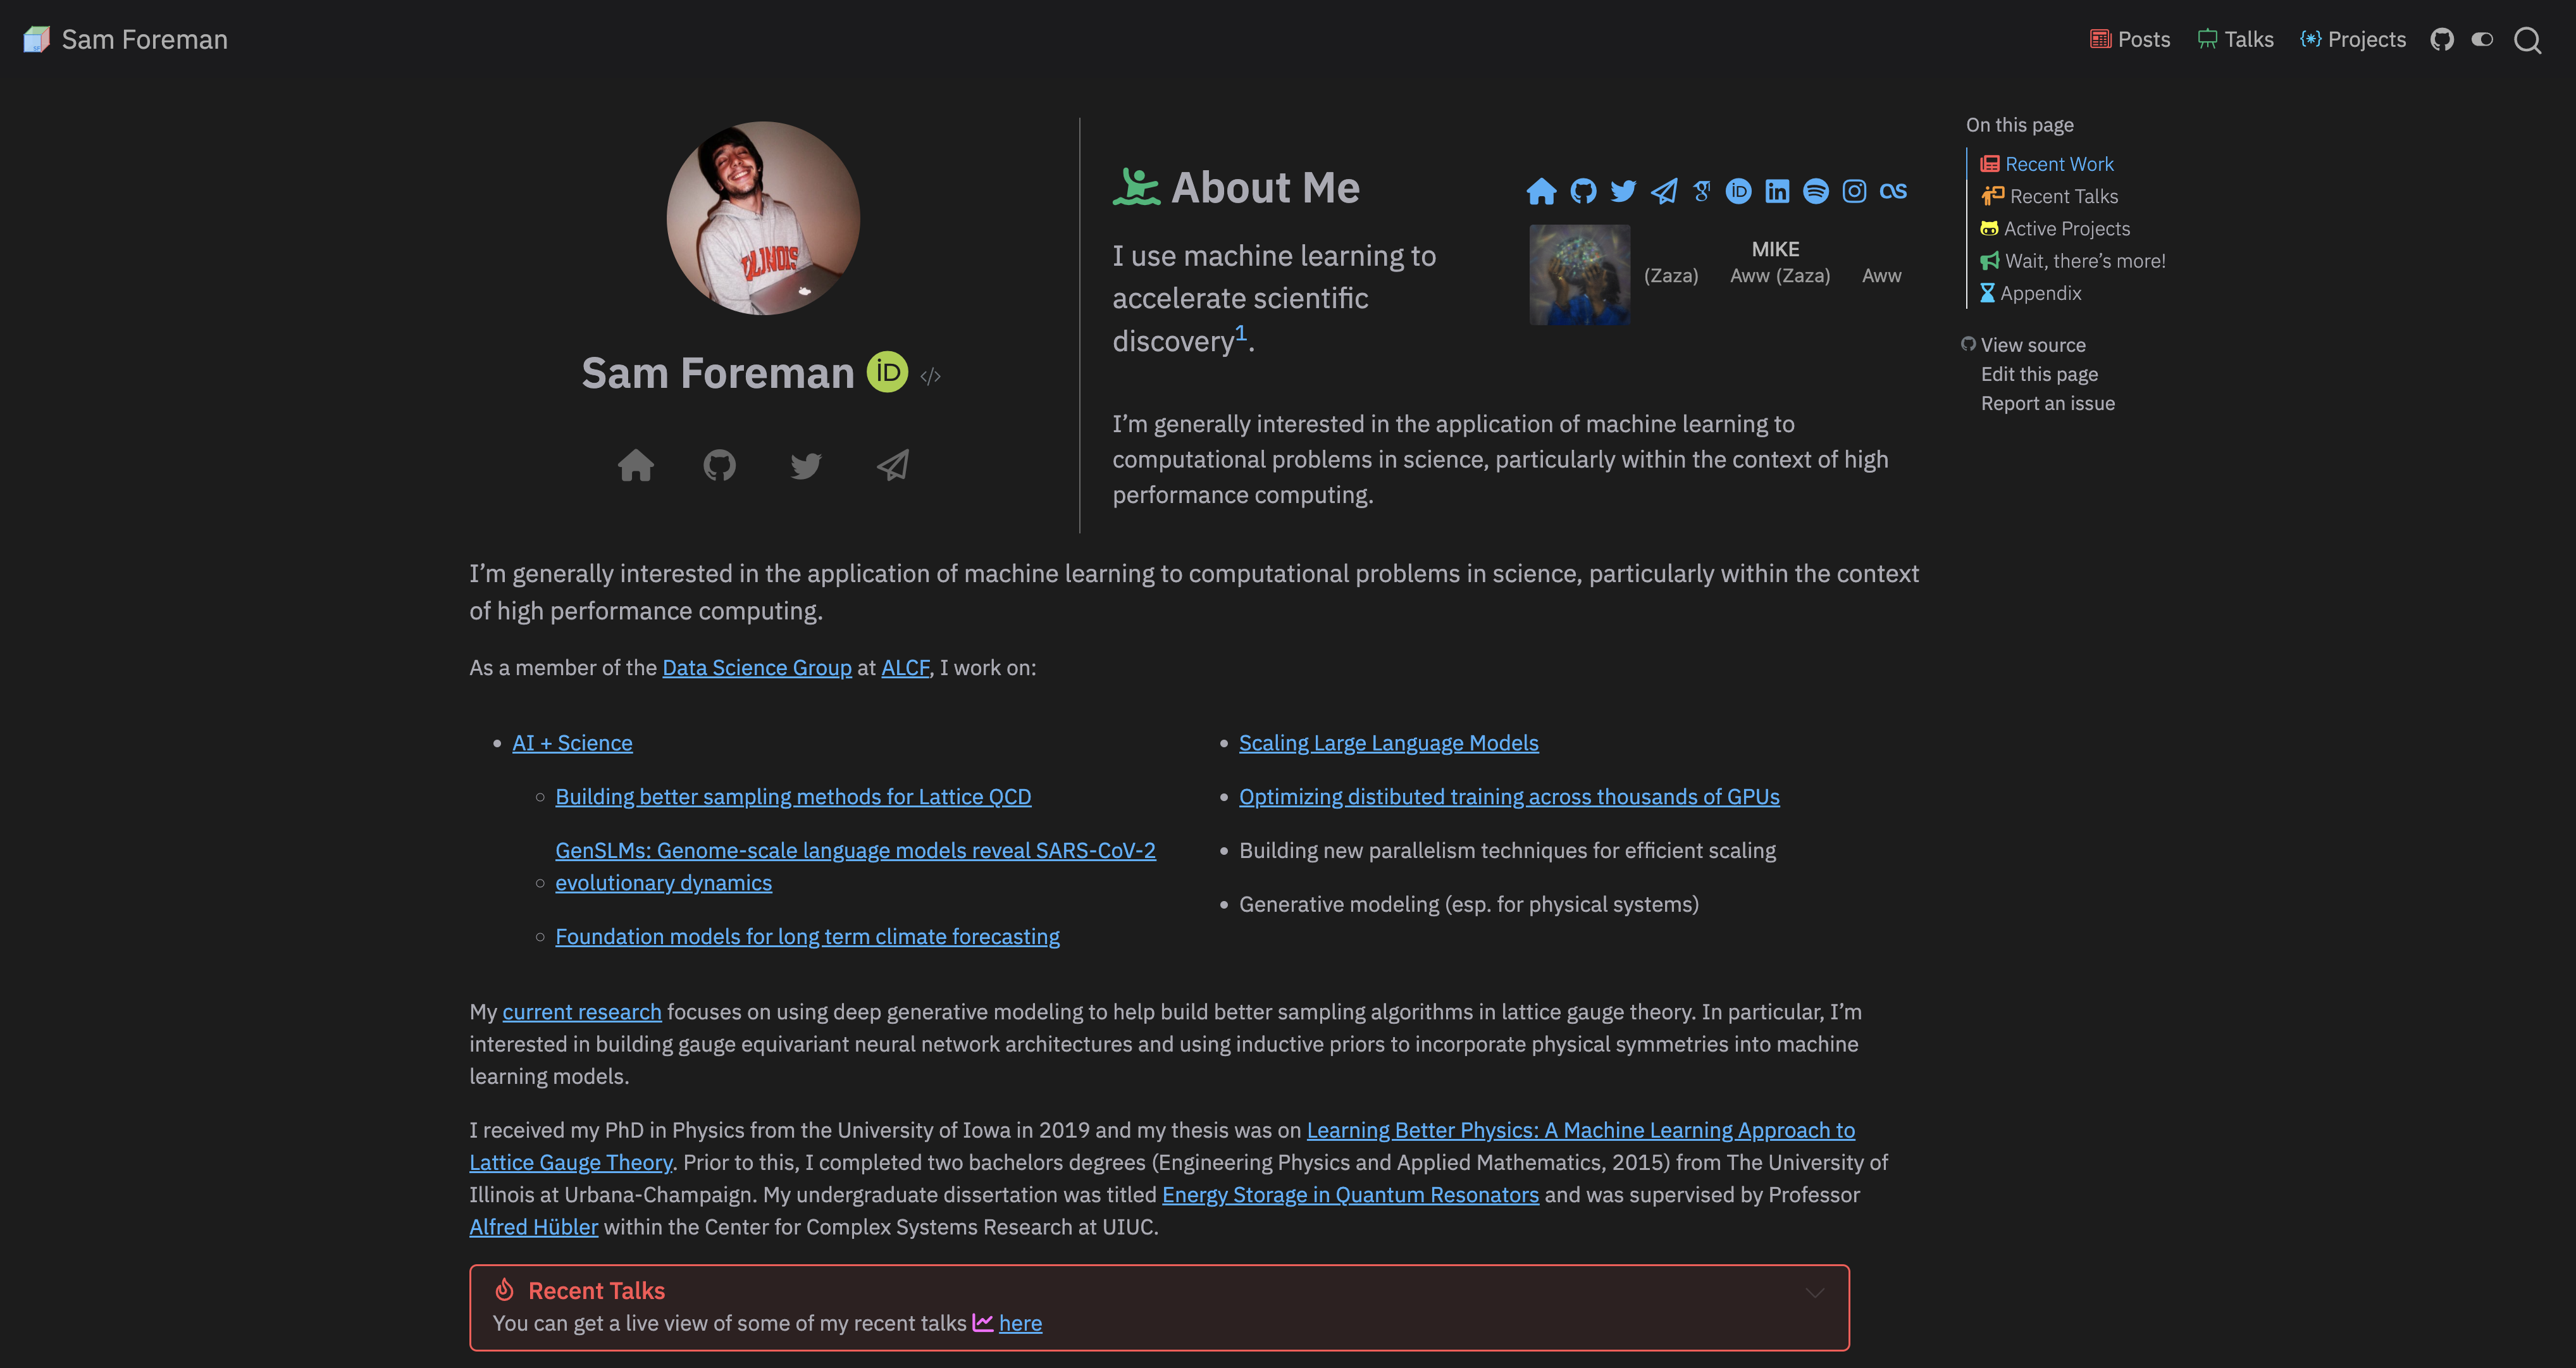 Sam Foreman
Posts
Talks
Projects
ILLINOIS
Sam Foreman iD </>
About Me
I use machine learning to
accelerate scientific
discovery1.
iD in as
MIKE
(Zaza) Aww (Zaza) Aww
I’m generally interested in the application of machine learning to
computational problems in science, particularly within the context of high
performance computing.
On this page
Recent Work
Recent Talks
Active Projects
Wait, there’s more!
Appendix
View source
Edit this page
Report an issue
I’m generally interested in the application of machine learning to computational problems in science, particularly within the context
of high performance computing.
As a member of the Data Science Group at ALCF, I work on:
AI + Science
Building better sampling methods for Lattice QCD
GenSLMs: Genome-scale language models reveal SARS-CoV-2
evolutionary dynamics
Foundation models for long term climate forecasting
Scaling Large Language Models
Optimizing distibuted training across thousands of GPUs
Building new parallelism techniques for efficient scaling
Generative modeling (esp. for physical systems)
My current research focuses on using deep generative modeling to help build better sampling algorithms in lattice gauge theory. In particular, I’m
interested in building gauge equivariant neural network architectures and using inductive priors to incorporate physical symmetries into machine
learning models.
I received my PhD in Physics from the University of Iowa in 2019 and my thesis was on Learning Better Physics: A Machine Learning Approach to
Lattice Gauge Theory. Prior to this, I completed two bachelors degrees (Engineering Physics and Applied Mathematics, 2015) from The University of
Illinois at Urbana-Champaign. My undergraduate dissertation was titled Energy Storage in Quantum Resonators and was supervised by Professor
Alfred Hübler within the Center for Complex Systems Research at UIUC.
Recent Talks
You can get a live view of some of my recent talks here